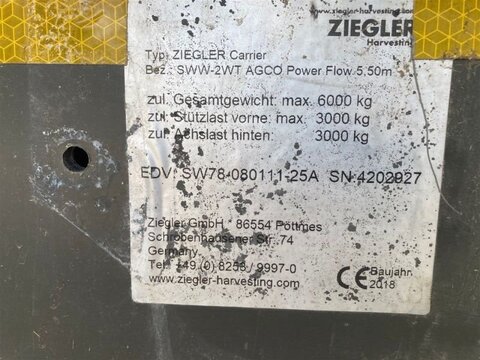 www.ziegler-harvesting.com
ZIEGLER
Harvesting
Typ: ZIEGLER Carrier
Bez.: SWW-2WT AGCO Power Flow 5.50m
zul. Gesamtgewicht: max. 6000 kg
zul. Stützlast vorne: max. 3000 kg
zul. Achslast hinten: 3000 kg
EDV: SW78-080111-25A SN:4202927
Ziegler GmbH · 86554 Pöttmes
Schrobenhausener Str. 74
Germany
Tel. +49 (0) 8253 / 9997-0
www.ziegler-harvesting.com
CE Baujahr:
2018